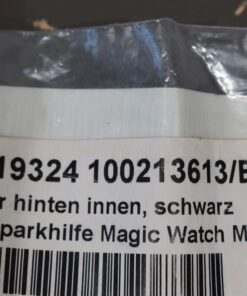 19324 100213613/E
r hinten innen, schwarz
parkhilfe Magic Watch M